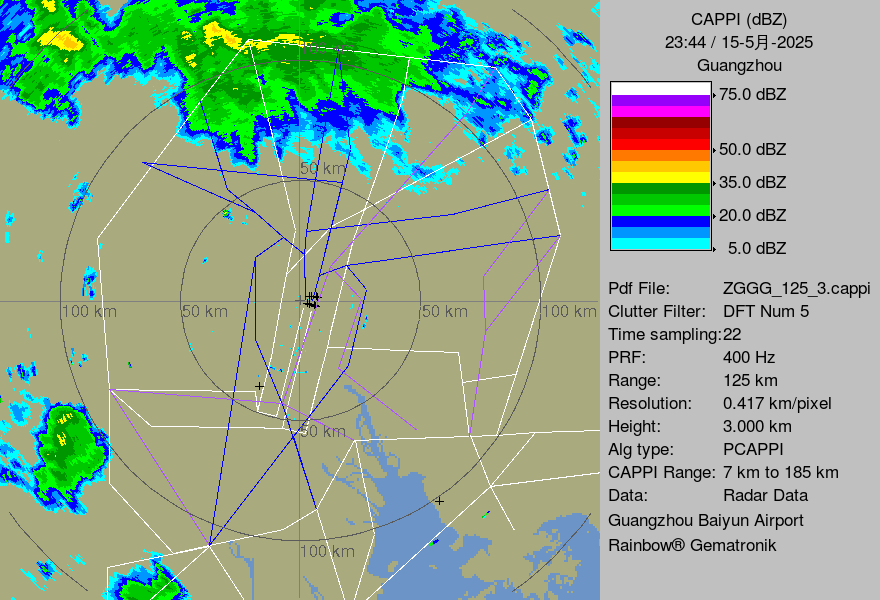 CAPPI (dBZ)
23:44 / 15-5月-2025
Guangzhou
75.0 dBZ
50.0 dBZ
35.0 dBZ
20.0 dBZ
5.0 dBZ
Pdf File: ZGGG_125_3.cappi
Clutter Filter: DFT Num 5
Time sampling:22
PRF: 400 Hz
Range: 125 km
Resolution: 0.417 km/pixel
Height: 3.000 km
Alg type: PCAPPI
CAPPI Range: 7 km to 185 km
Data: Radar Data
Guangzhou Baiyun Airport
Rainbow® Gematronik
50 km
100 km
50 km
50 km
100 km
50 km
100 km